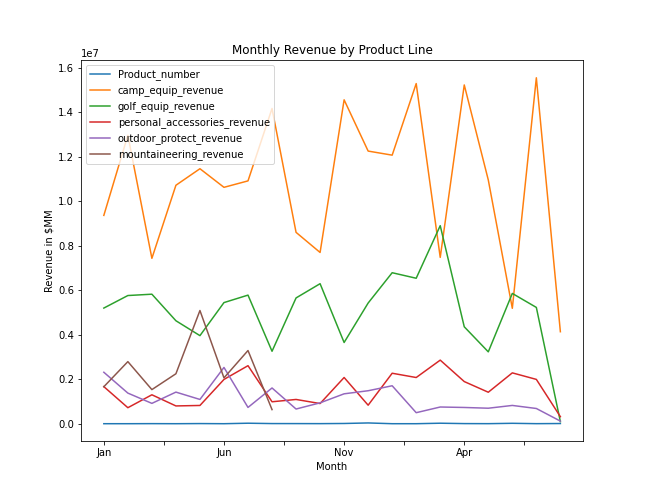 Monthly Revenue by Product Line
1e7
Product_number
camp_equip_revenue
golf_equip_revenue
personal_accessories_revenue
outdoor_protect_revenue
mountaineering_revenue
1.6
1.4
1.2
1.0
0.8
0.6
0.4
0.2
0.0
Revenue in $MM
Jan
Jun
Nov
Apr
Month